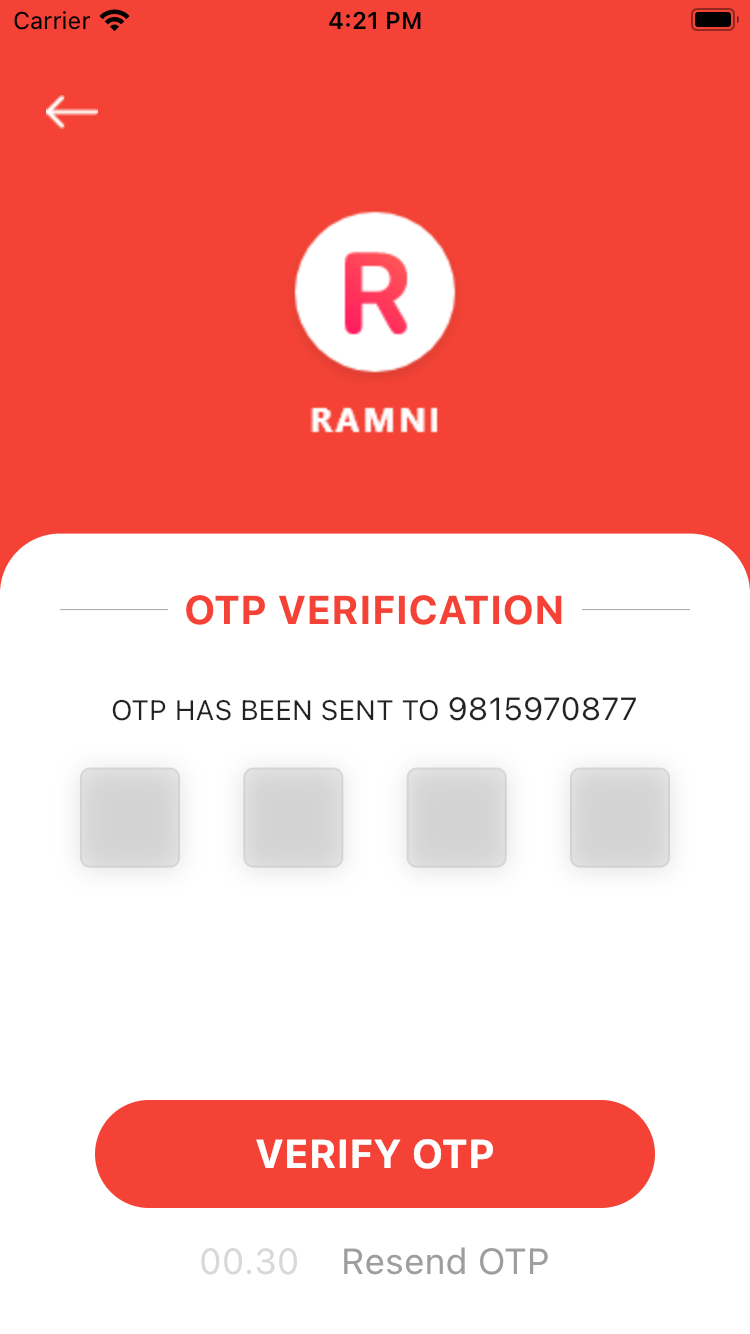 Carrier 4:21 PM
R
RAMNI
OTP VERIFICATION
OTP HAS BEEN SENT TO 9815970877
VERIFY OTP
00.30 Resend OTP